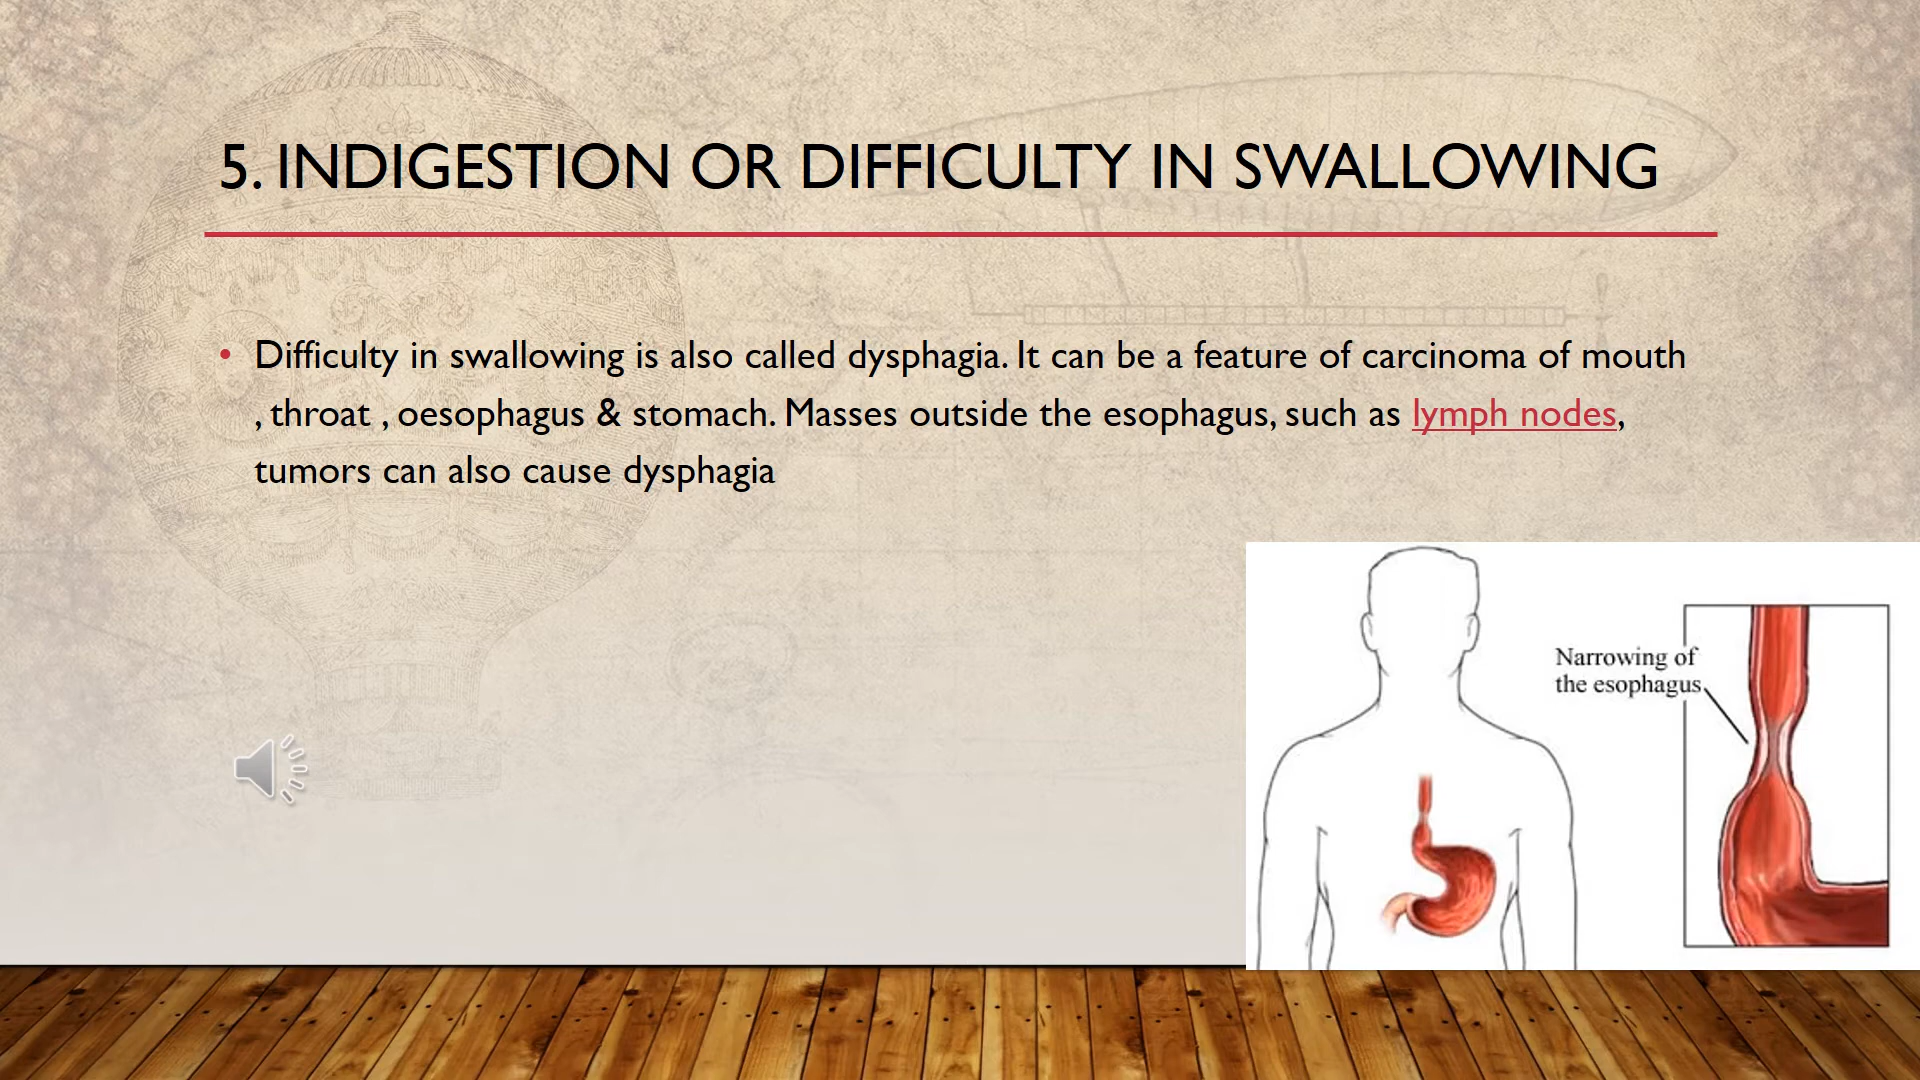 5. INDIGESTION OR DIFFICULTY IN SWALLOWING
• Difficulty in swallowing is also called dysphagia. It can be a feature of carcinoma of mouth
, throat , oesophagus & stomach. Masses outside the esophagus, such as lymph nodes,
tumors can also cause dysphagia
Narrowing of
the esophagus